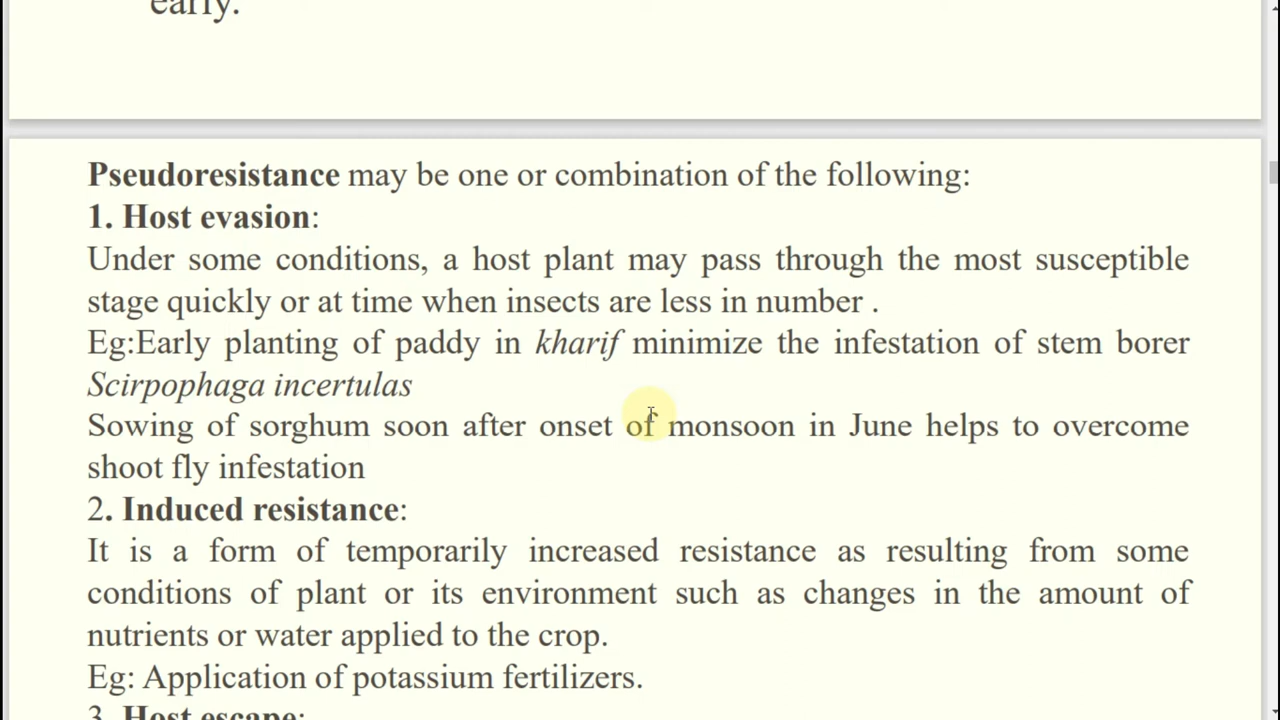 early.
Pseudoresistance may be one or combination of the following:
1. Host evasion:
Under some conditions, a host plant may pass through the most susceptible
stage quickly or at time when insects are less in number .
Eg:Early planting of paddy in kharif minimize the infestation of stem borer
Scirpophaga incertulas
Sowing of sorghum soon after onset of monsoon in June helps to overcome
shoot fly infestation
2. Induced resistance:
It is a form of temporarily increased resistance as resulting from some
conditions of plant or its environment such as changes in the amount of
nutrients or water applied to the crop.
Eg: Application of potassium fertilizers.
3. Host escape: